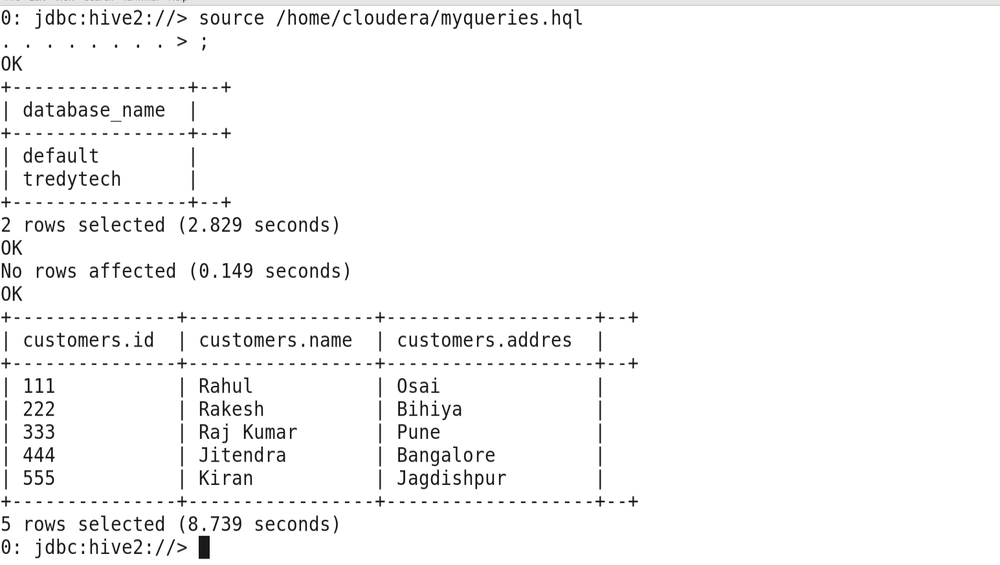 0: jdbc:hive2://> source /home/cloudera/myqueries.hql
. . . . . . . . > ;
OK
+----------------+--+
| database_name  |
+----------------+--+
| default        |
| tredytech      |
+----------------+--+
2 rows selected (2.829 seconds)
OK
No rows affected (0.149 seconds)
OK
+---------------+-----------------+-------------------+--+
| customers.id  | customers.name  | customers.addres  |
+---------------+-----------------+-------------------+--+
| 111           | Rahul           | Osai              |
| 222           | Rakesh          | Bihiya            |
| 333           | Raj Kumar       | Pune              |
| 444           | Jitendra        | Bangalore         |
| 555           | Kiran           | Jagdishpur        |
+---------------+-----------------+-------------------+--+
5 rows selected (8.739 seconds)
0: jdbc:hive2://>